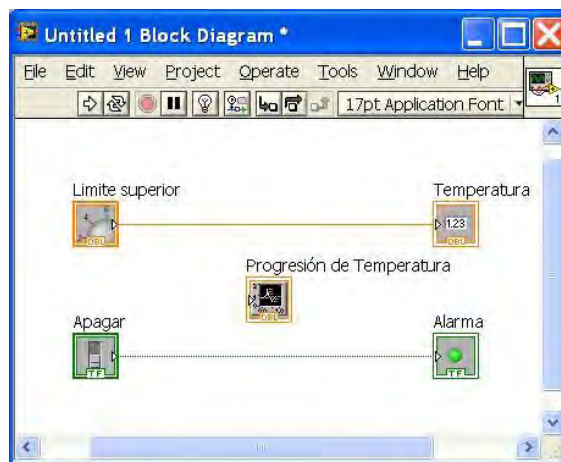 Untitled 1 Block Diagram *
File Edit View Project Operate Tools Window Help
17pt Application Font
1
Limite superior
Temperatura
DBL
1.23
DBL
Progresión de Temperatura
DBL
Apagar
Alarma
TF
TF